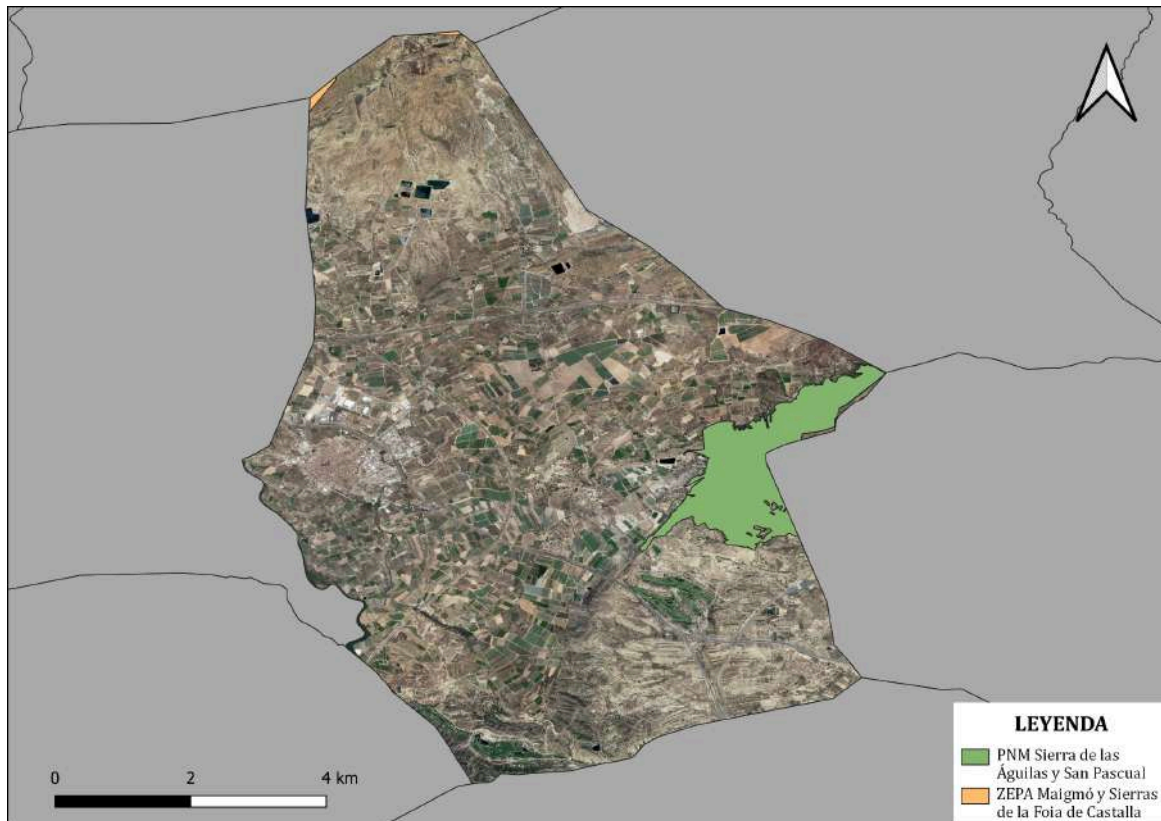 0 2 4 km
LEYENDA
PNM Sierra de las
Águilas y San Pascual
ZEPA Maigmó y Sierras
de la Foia de Castalla